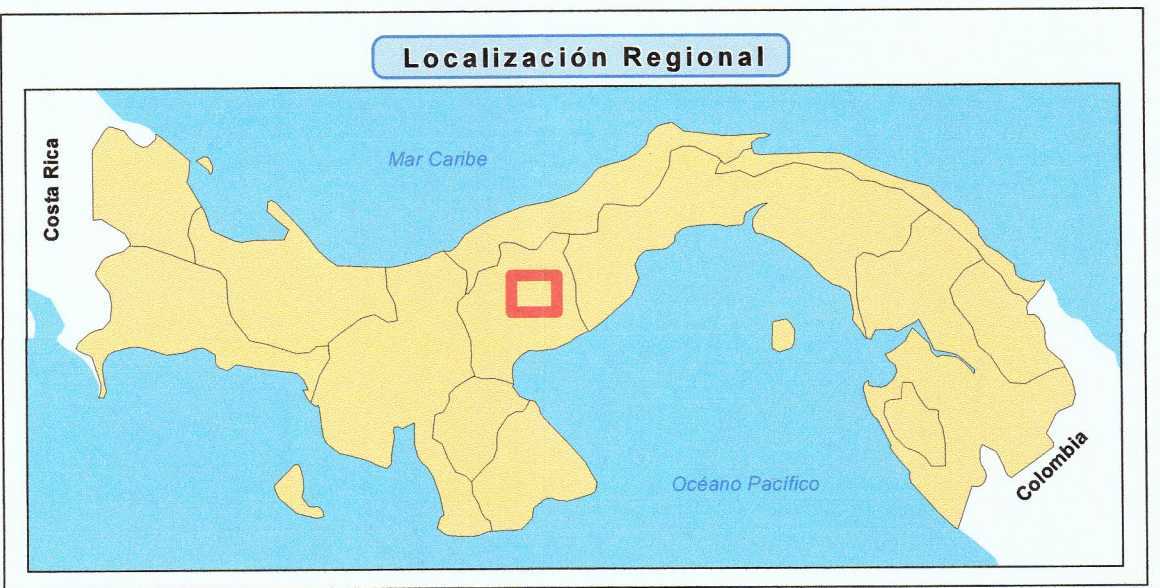 Localización Regional
Mar Caribe
Costa Rica
Océano Pacífico
Colombia